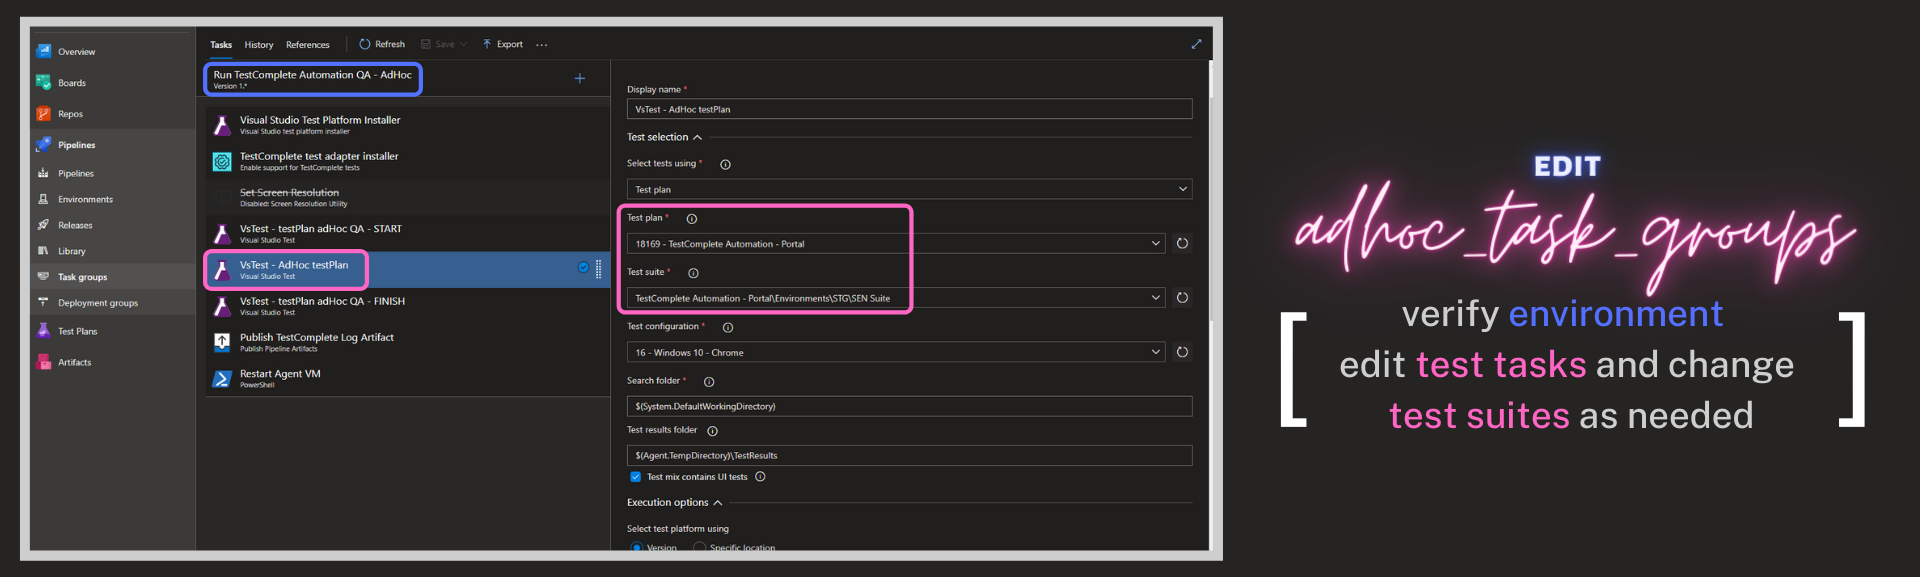 Overview
Boards
Repos
Pipelines
Pipelines
Environments
Releases
Library
Task groups
Deployment groups
Test Plans
Artifacts
Tasks History References Refresh Save Export ...
Run TestComplete Automation QA - AdHoc
Version 1.*
Visual Studio Test Platform Installer
Visual Studio test platform installer
TestComplete test adapter installer
Enable support for TestComplete tests
Set Screen Resolution
Disabled: Screen Resolution Utility
VsTest - testPlan adHoc QA - START
Visual Studio Test
VsTest - AdHoc testPlan
Visual Studio Test
VsTest - testPlan adHoc QA - FINISH
Visual Studio Test
Publish TestComplete Log Artifact
Publish Pipeline Artifacts
Restart Agent VM
PowerShell
Display name *
VsTest - AdHoc testPlan
Test selection
Select tests using *
Test plan
Test plan *
18169 - TestComplete Automation - Portal
Test suite *
TestComplete Automation - Portal\Environments\STG\SEN Suite
Test configuration *
16 - Windows 10 - Chrome
Search folder *
$(System.DefaultWorkingDirectory)
Test results folder
$(Agent.TempDirectory)\TestResults
Test mix contains UI tests
Execution options
Select test platform using
Version Specific location
EDIT
adhoc_task_groups
[ verify environment
edit test tasks and change
test suites as needed ]